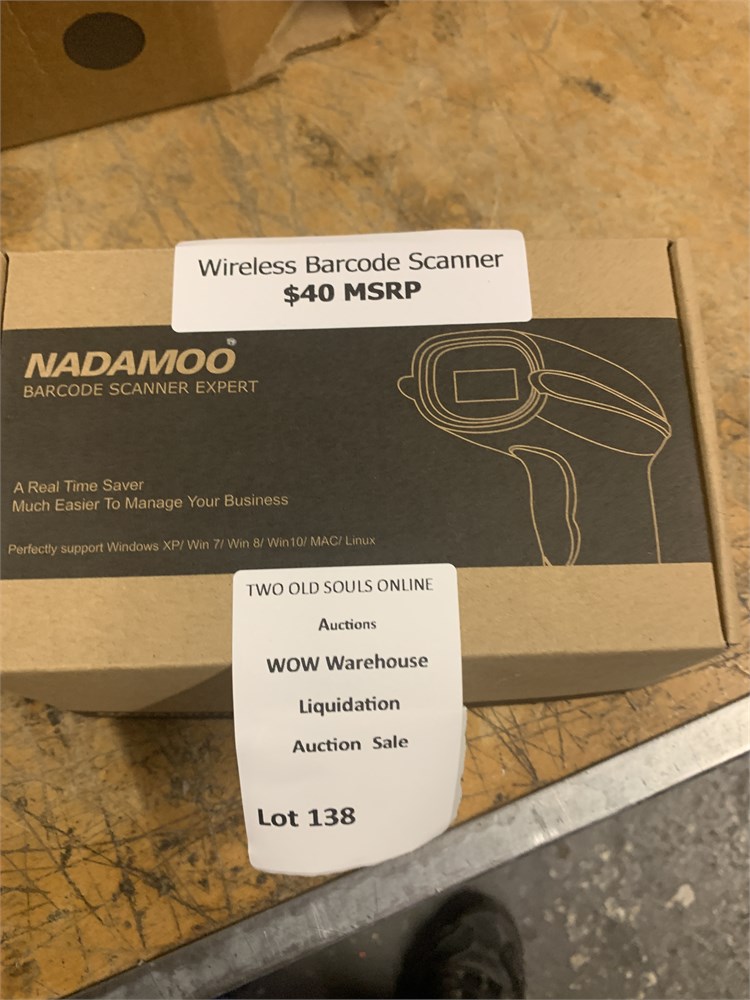 Wireless Barcode Scanner
$40 MSRP
NADAMOO®
BARCODE SCANNER EXPERT
A Real Time Saver
Much Easier To Manage Your Business
Perfectly support Windows XP/ Win 7/ Win 8/ Win10/ MAC/ Linux
TWO OLD SOULS ONLINE
Auctions
WOW Warehouse
Liquidation
Auction Sale
Lot 138